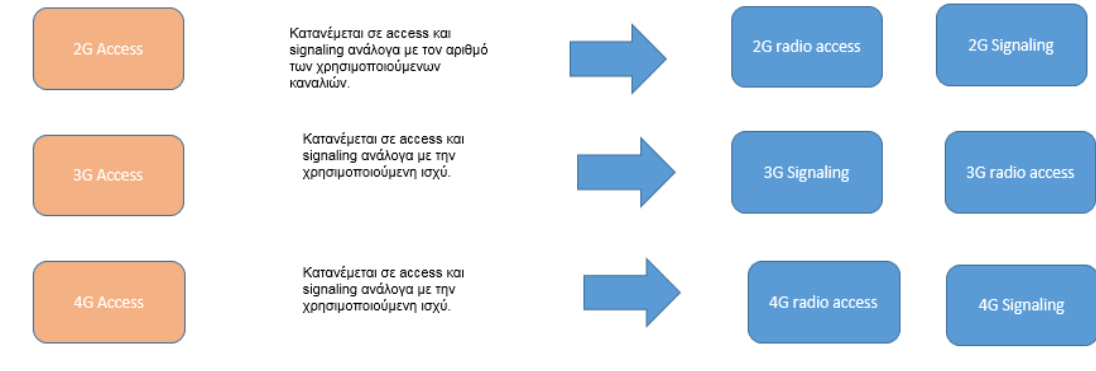 2G Access
Κατανέμεται σε access και
signaling ανάλογα με τον αριθμό
των χρησιμοποιούμενων
καναλιών.
2G radio access
2G Signaling
3G Access
Κατανέμεται σε access και
signaling ανάλογα με την
χρησιμοποιούμενη ισχύ.
3G Signaling
3G radio access
4G Access
Κατανέμεται σε access και
signaling ανάλογα με την
χρησιμοποιούμενη ισχύ.
4G radio access
4G Signaling